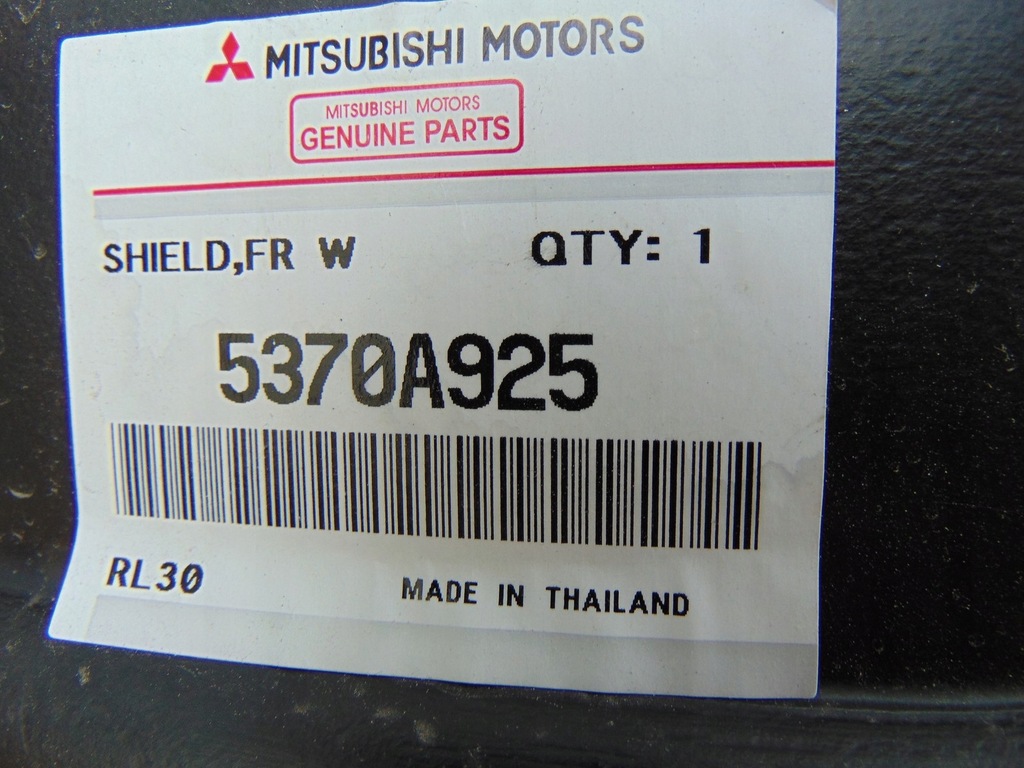 MITSUBISHI MOTORS
MITSUBISHI MOTORS
GENUINE PARTS
SHIELD,FR W QTY: 1
5370A925
RL30 MADE IN THAILAND